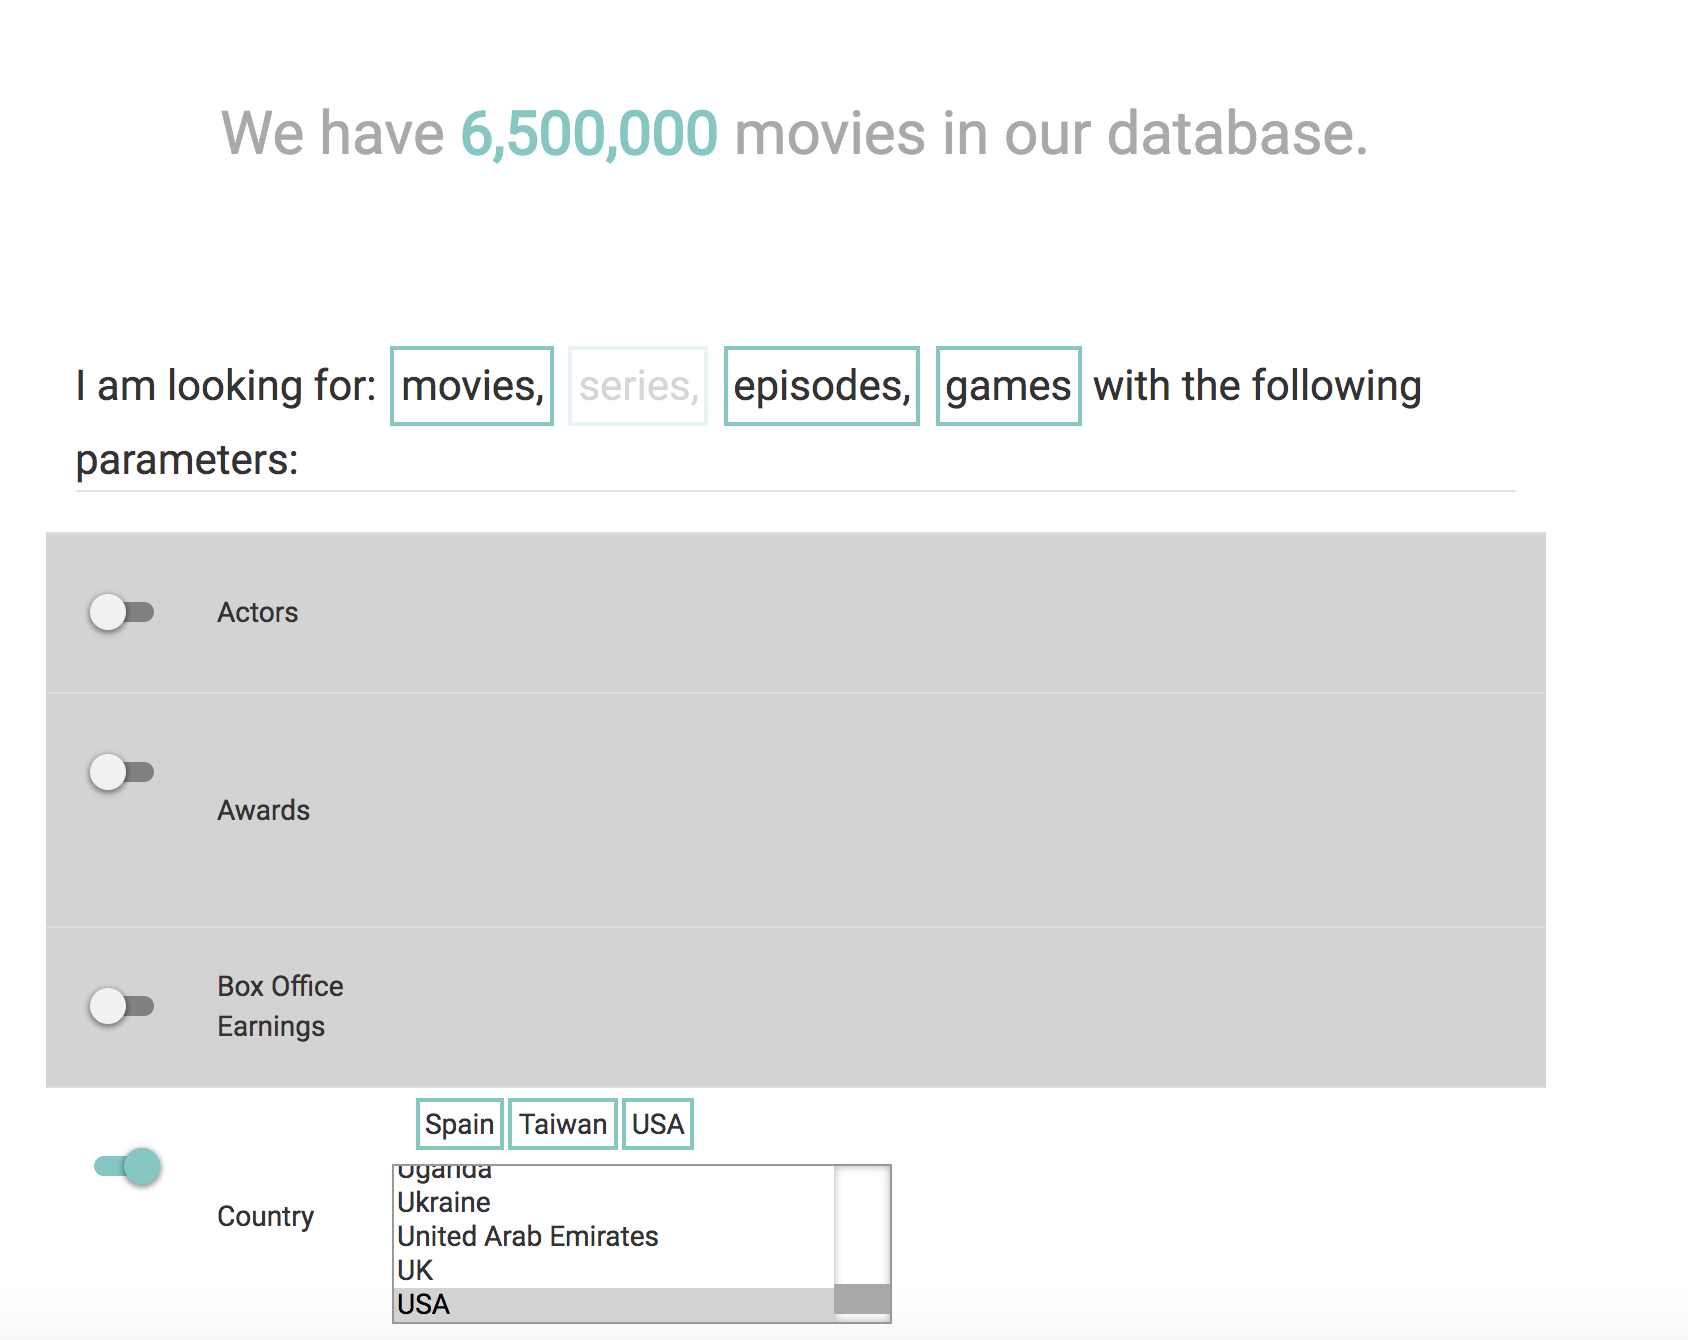 We have 6,500,000 movies in our database.
I am looking for: movies, series, episodes, games with the following
parameters:
Actors
Awards
Box Office
Earnings
Spain Taiwan USA
Country
Uganda
Ukraine
United Arab Emirates
UK
USA